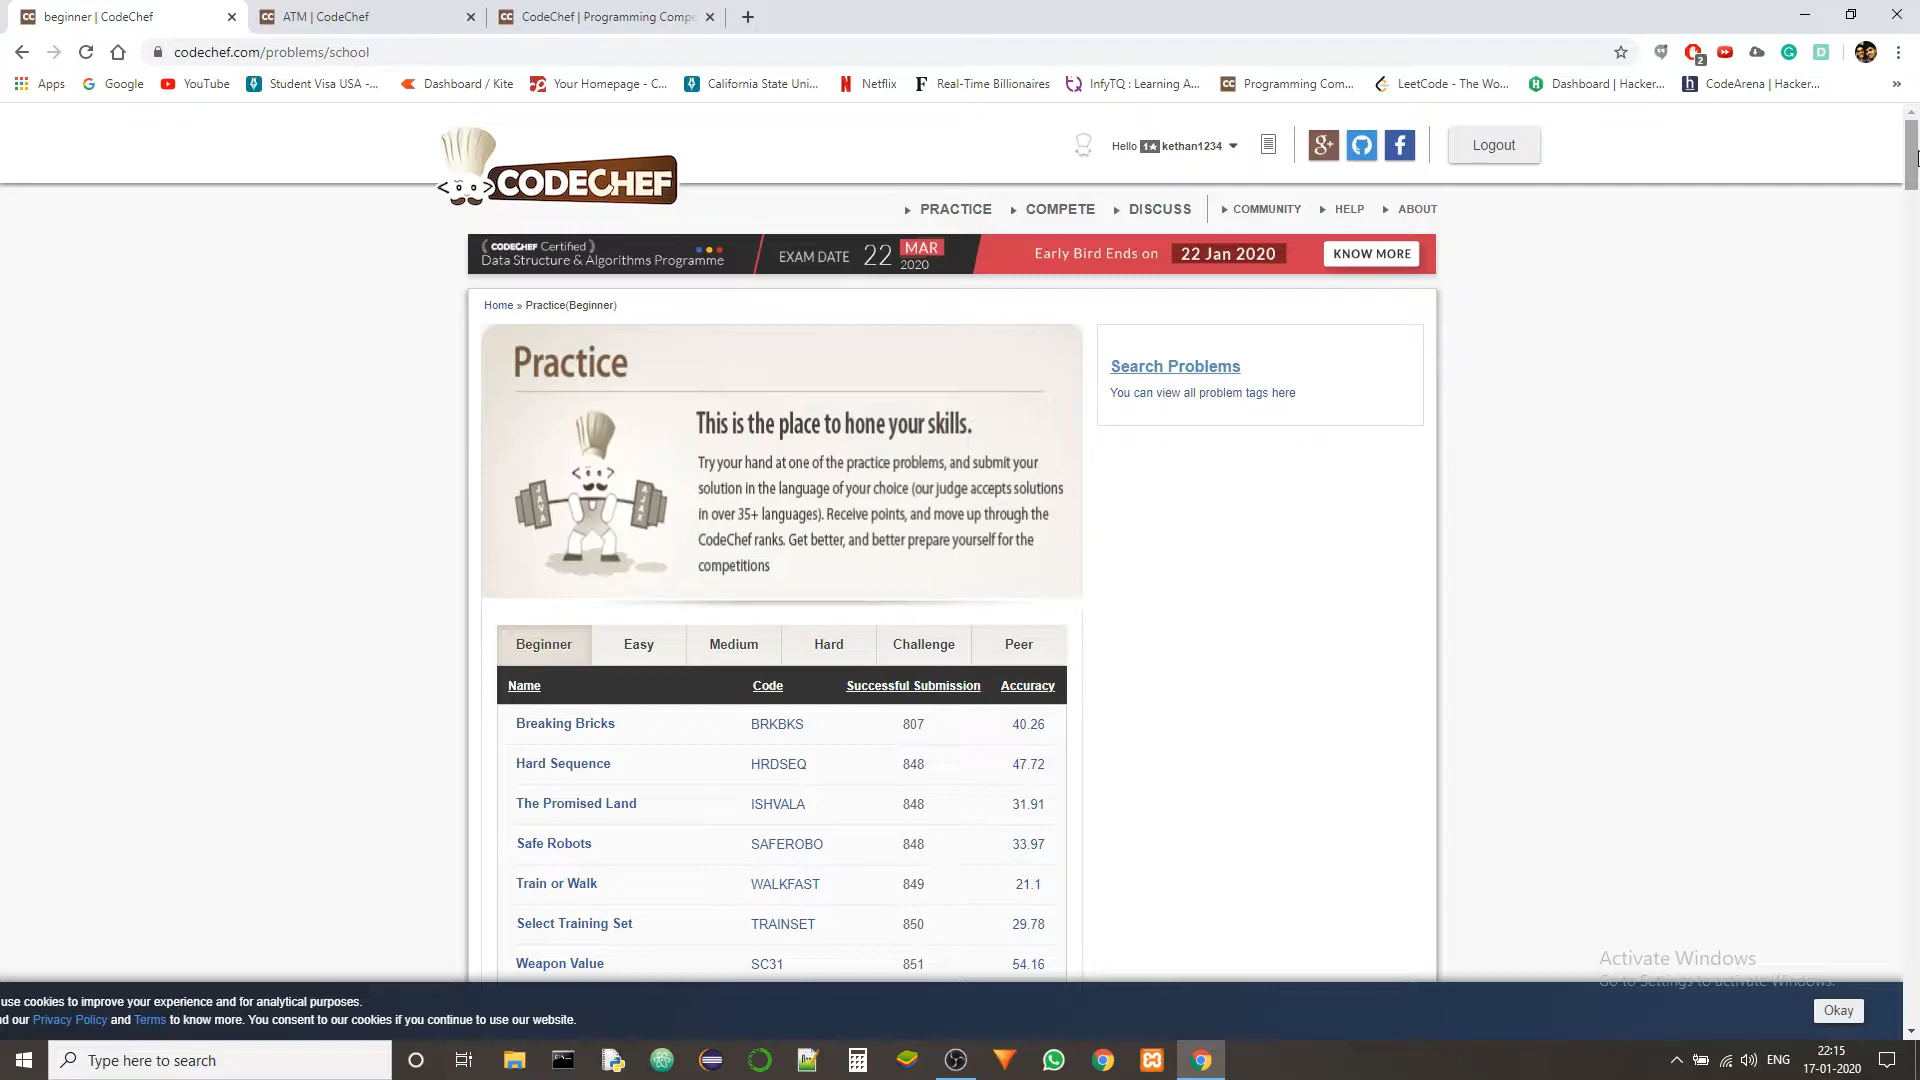 beginner | CodeChef
ATM | CodeChef
CodeChef | Programming Compe
codechef.com/problems/school
2
Apps
Google
YouTube
Student Visa USA -...
Dashboard / Kite
Your Homepage - C...
California State Uni...
Netflix
Real-Time Billionaires
InfyTQ : Learning A...
Programming Com...
LeetCode - The Wo...
Dashboard | Hacker...
CodeArena | Hacker...
»
CODECHEF
Hello 1★ kethan1234
Logout
PRACTICE
COMPETE
DISCUSS
COMMUNITY
HELP
ABOUT
CODECHEF Certified
Data Structure & Algorithms Programme
EXAM DATE 22 MAR 2020
Early Bird Ends on 22 Jan 2020
KNOW MORE
Home » Practice(Beginner)
Practice
This is the place to hone your skills.
Try your hand at one of the practice problems, and submit your
solution in the language of your choice (our judge accepts solutions
in over 35+ languages). Receive points, and move up through the
CodeChef ranks. Get better, and better prepare yourself for the
competitions
JAVA
AJAX
Search Problems
You can view all problem tags here
Beginner Easy Medium Hard Challenge Peer
Name Code Successful Submission Accuracy
Breaking Bricks BRKBKS 807 40.26
Hard Sequence HRDSEQ 848 47.72
The Promised Land ISHVALA 848 31.91
Safe Robots SAFEROBO 848 33.97
Train or Walk WALKFAST 849 21.1
Select Training Set TRAINSET 850 29.78
Weapon Value SC31 851 54.16
Activate Windows
Go to Settings to activate Windows.
use cookies to improve your experience and for analytical purposes.
d our Privacy Policy and Terms to know more. You consent to our cookies if you continue to use our website.
Okay
Type here to search
ENG
22:15
17-01-2020